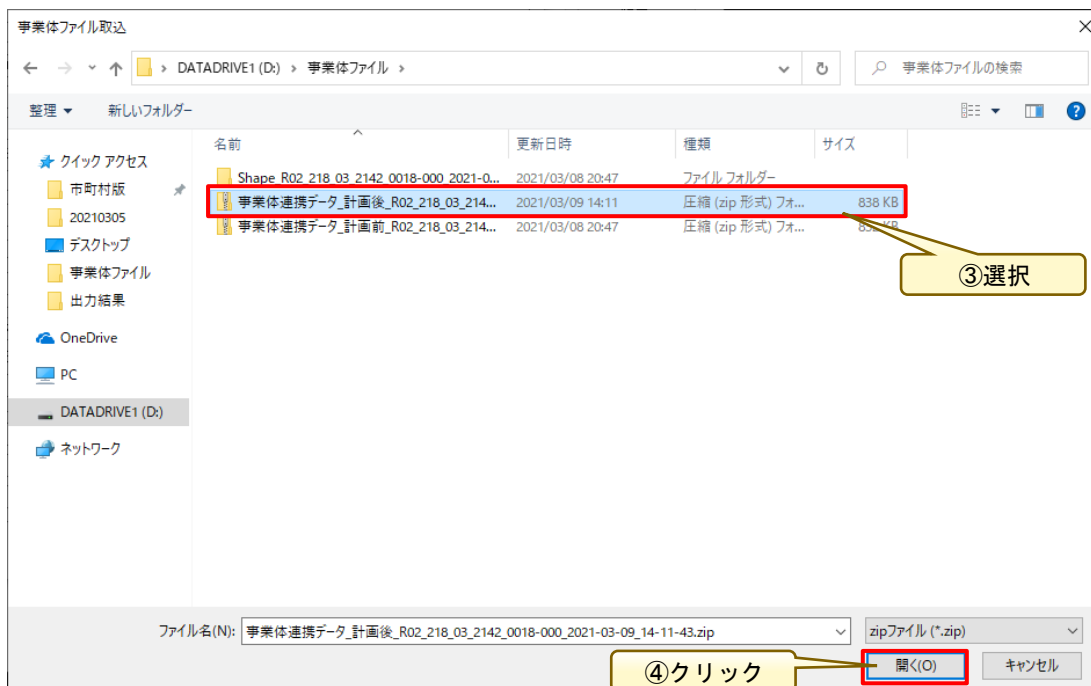 事業体ファイル取込
DATADRIVE1 (D:) › 事業体ファイル ›
事業体ファイルの検索
整理 新しいフォルダー
名前 更新日時 種類 サイズ
クイック アクセス
市町村版
20210305
デスクトップ
事業体ファイル
出力結果
OneDrive
PC
DATADRIVE1 (D:)
ネットワーク
Shape_R02_218_03_2142_0018-000_2021-0... 2021/03/08 20:47 ファイル フォルダー
事業体連携データ_計画後_R02_218_03_214... 2021/03/09 14:11 圧縮 (zip 形式) フォ... 838 KB
事業体連携データ_計画前_R02_218_03_214... 2021/03/08 20:47 圧縮 (zip 形式) フォ... KB
③選択
ファイル名(N): 事業体連携データ_計画後_R02_218_03_2142_0018-000_2021-03-09_14-11-43.zip zipファイル (*.zip)
④クリック
開く(O) キャンセル